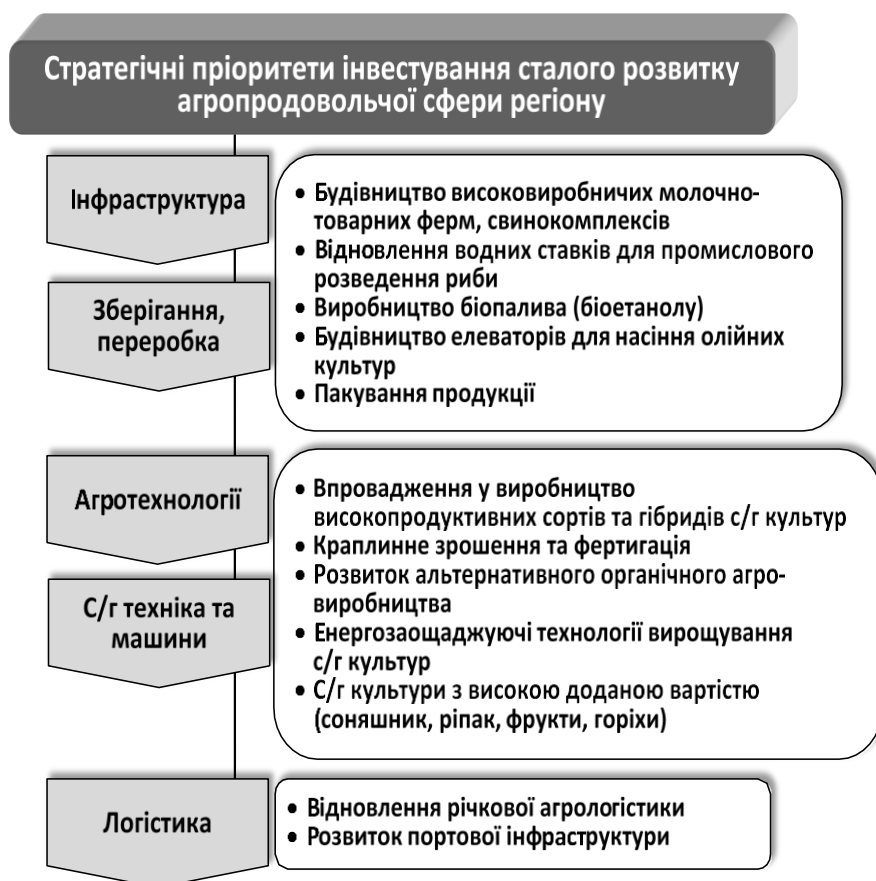 Стратегічні пріоритети інвестування сталого розвитку
агропродовольчої сфери регіону
Інфраструктура
Зберігання,
переробка
• Будівництво високовиробничих молочно-
товарних ферм, свинокомплексів
• Відновлення водних ставків для промислового
розведення риби
• Виробництво біопалива (біоетанолу)
• Будівництво елеваторів для насіння олійних
культур
• Пакування продукції
Агротехнології
С/г техніка та
машини
• Впровадження у виробництво
високопродуктивних сортів та гібридів с/г культур
• Краплинне зрошення та фертигація
• Розвиток альтернативного органічного агро-
виробництва
• Енергозаощаджуючі технології вирощування
с/г культур
• С/г культури з високою доданою вартістю
(соняшник, ріпак, фрукти, горіхи)
Логістика
• Відновлення річкової агрологістики
• Розвиток портової інфраструктури